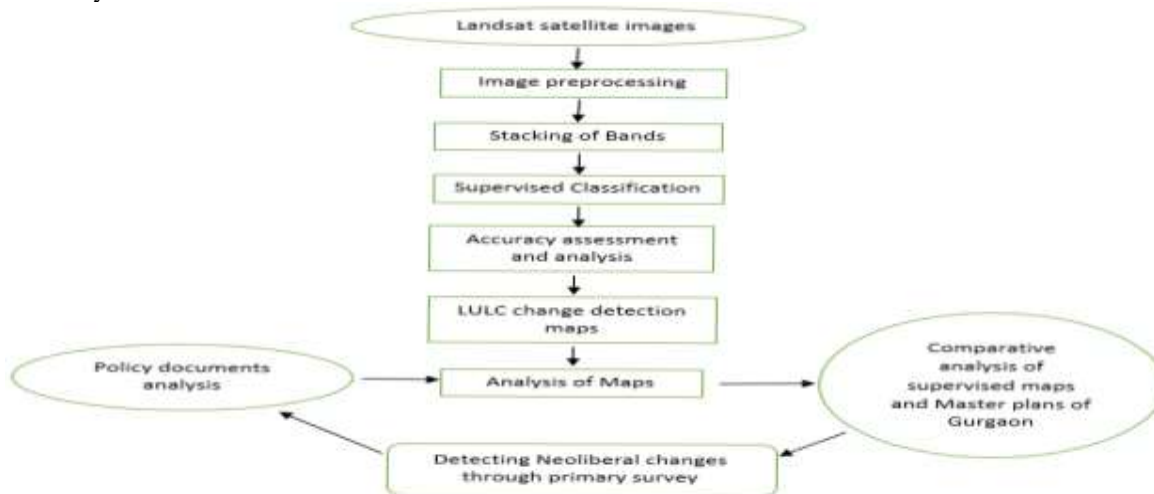 Landsat satellite images
Image preprocessing
Stacking of Bands
Supervised Classification
Accuracy assessment
and analysis
LULC change detection
maps
Policy documents
analysis
Analysis of Maps
Comparative
analysis of
supervised maps
and Master plans of
Gurgaon
Detecting Neoliberal changes
through primary survey